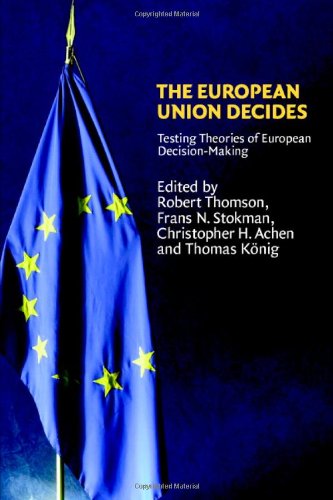 THE EUROPEAN
UNION DECIDES
Testing Theories of European
Decision-Making
Edited by
Robert Thomson,
Frans N. Stokman,
Christopher H. Achen
and Thomas König